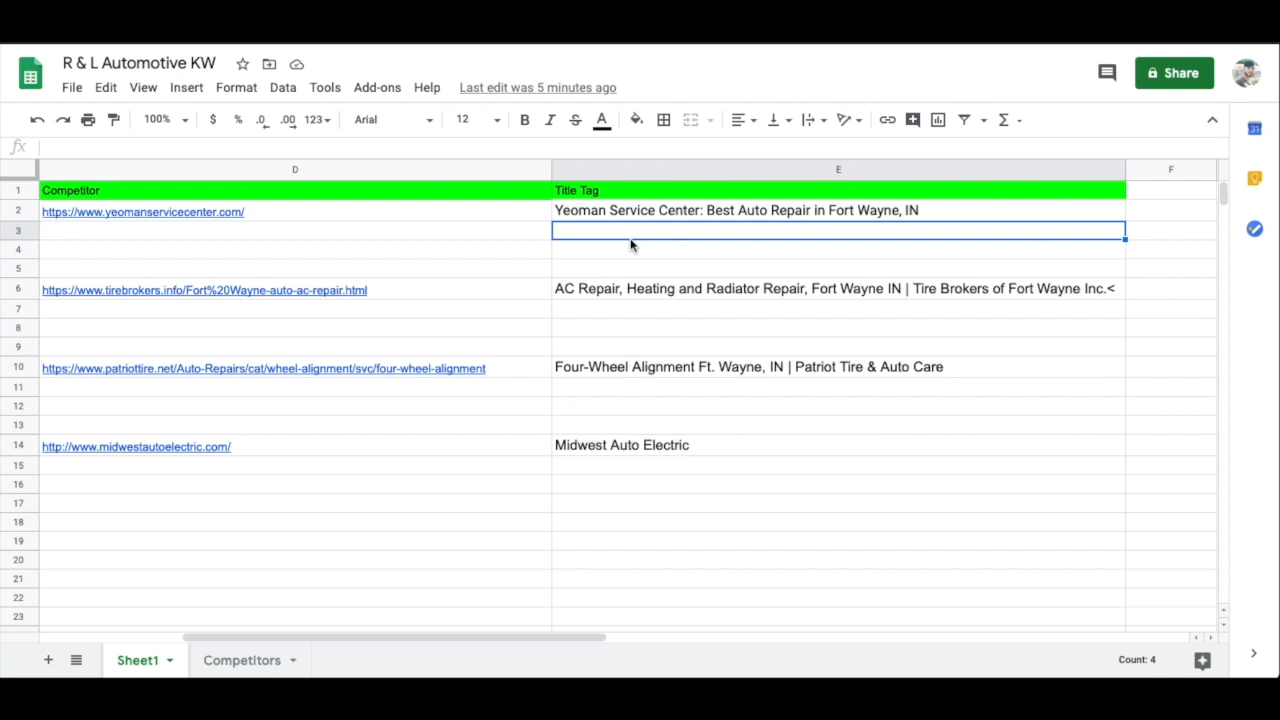 R & L Automotive KW
File Edit View Insert Format Data Tools Add-ons Help Last edit was 5 minutes ago
Share
100% $ % .0 .00 123 Arial 12 B I S A
fx
D E F
1 Competitor Title Tag
2 https://www.yeomanservicecenter.com/ Yeoman Service Center: Best Auto Repair in Fort Wayne, IN
3
4
5
6 https://www.tirebrokers.info/Fort%20Wayne-auto-ac-repair.html AC Repair, Heating and Radiator Repair, Fort Wayne IN | Tire Brokers of Fort Wayne Inc.<
7
8
9
10 https://www.patriottire.net/Auto-Repairs/cat/wheel-alignment/svc/four-wheel-alignment Four-Wheel Alignment Ft. Wayne, IN | Patriot Tire & Auto Care
11
12
13
14 http://www.midwestautoelectric.com/ Midwest Auto Electric
15
16
17
18
19
20
21
22
23
Sheet1 Competitors Count: 4
31